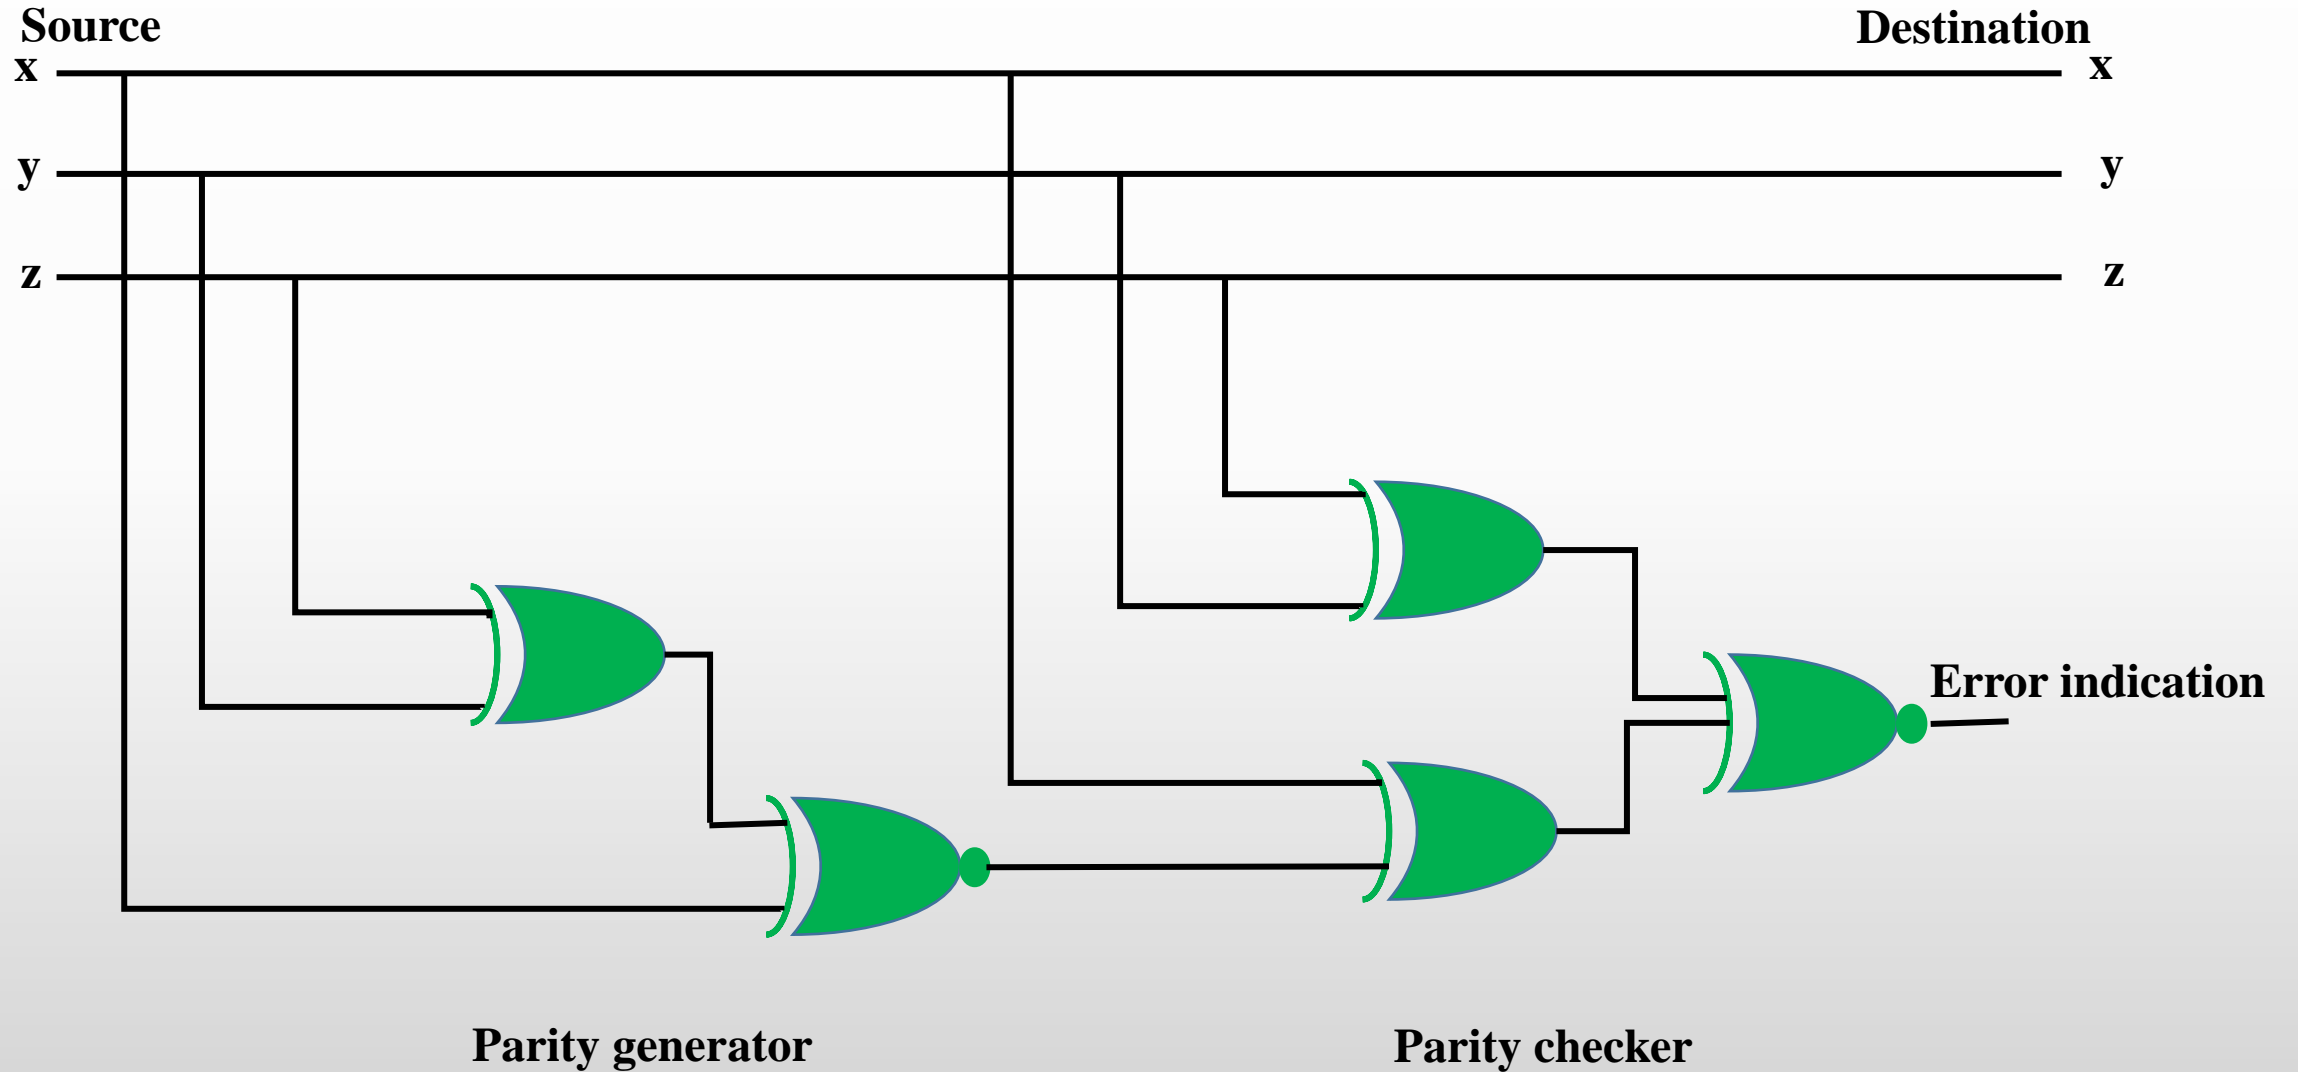 Source
Destination
x
x
y
y
z
z
Error indication
Parity generator
Parity checker